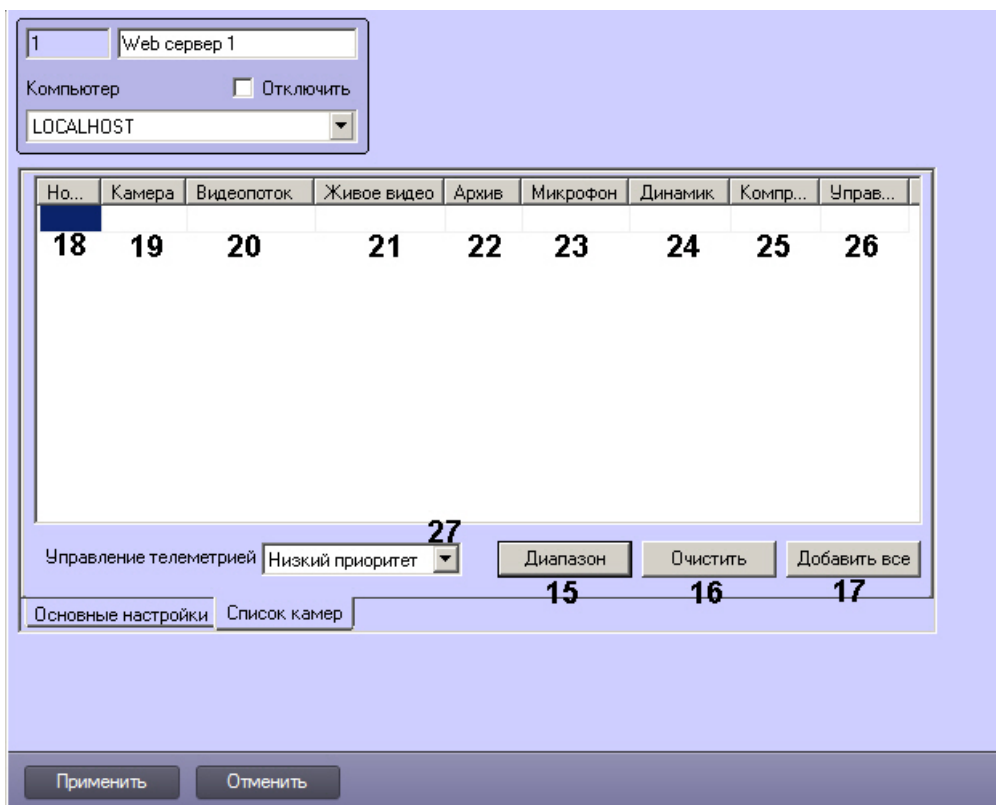 1 Web сервер 1
Компьютер Отключить
LOCALHOST
Но... Камера Видеопоток Живое видео Архив Микрофон Динамик Компр... Управ...
18 19 20 21 22 23 24 25 26
27
Управление телеметрией Низкий приоритет Диапазон Очистить Добавить все
15 16 17
Основные настройки Список камер
Применить Отменить